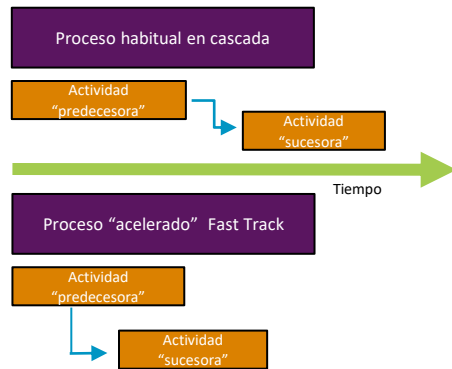 Proceso habitual en cascada
Actividad
“predecesora”
Actividad
“sucesora”
Tiempo
Proceso “acelerado” Fast Track
Actividad
“predecesora”
Actividad
“sucesora”